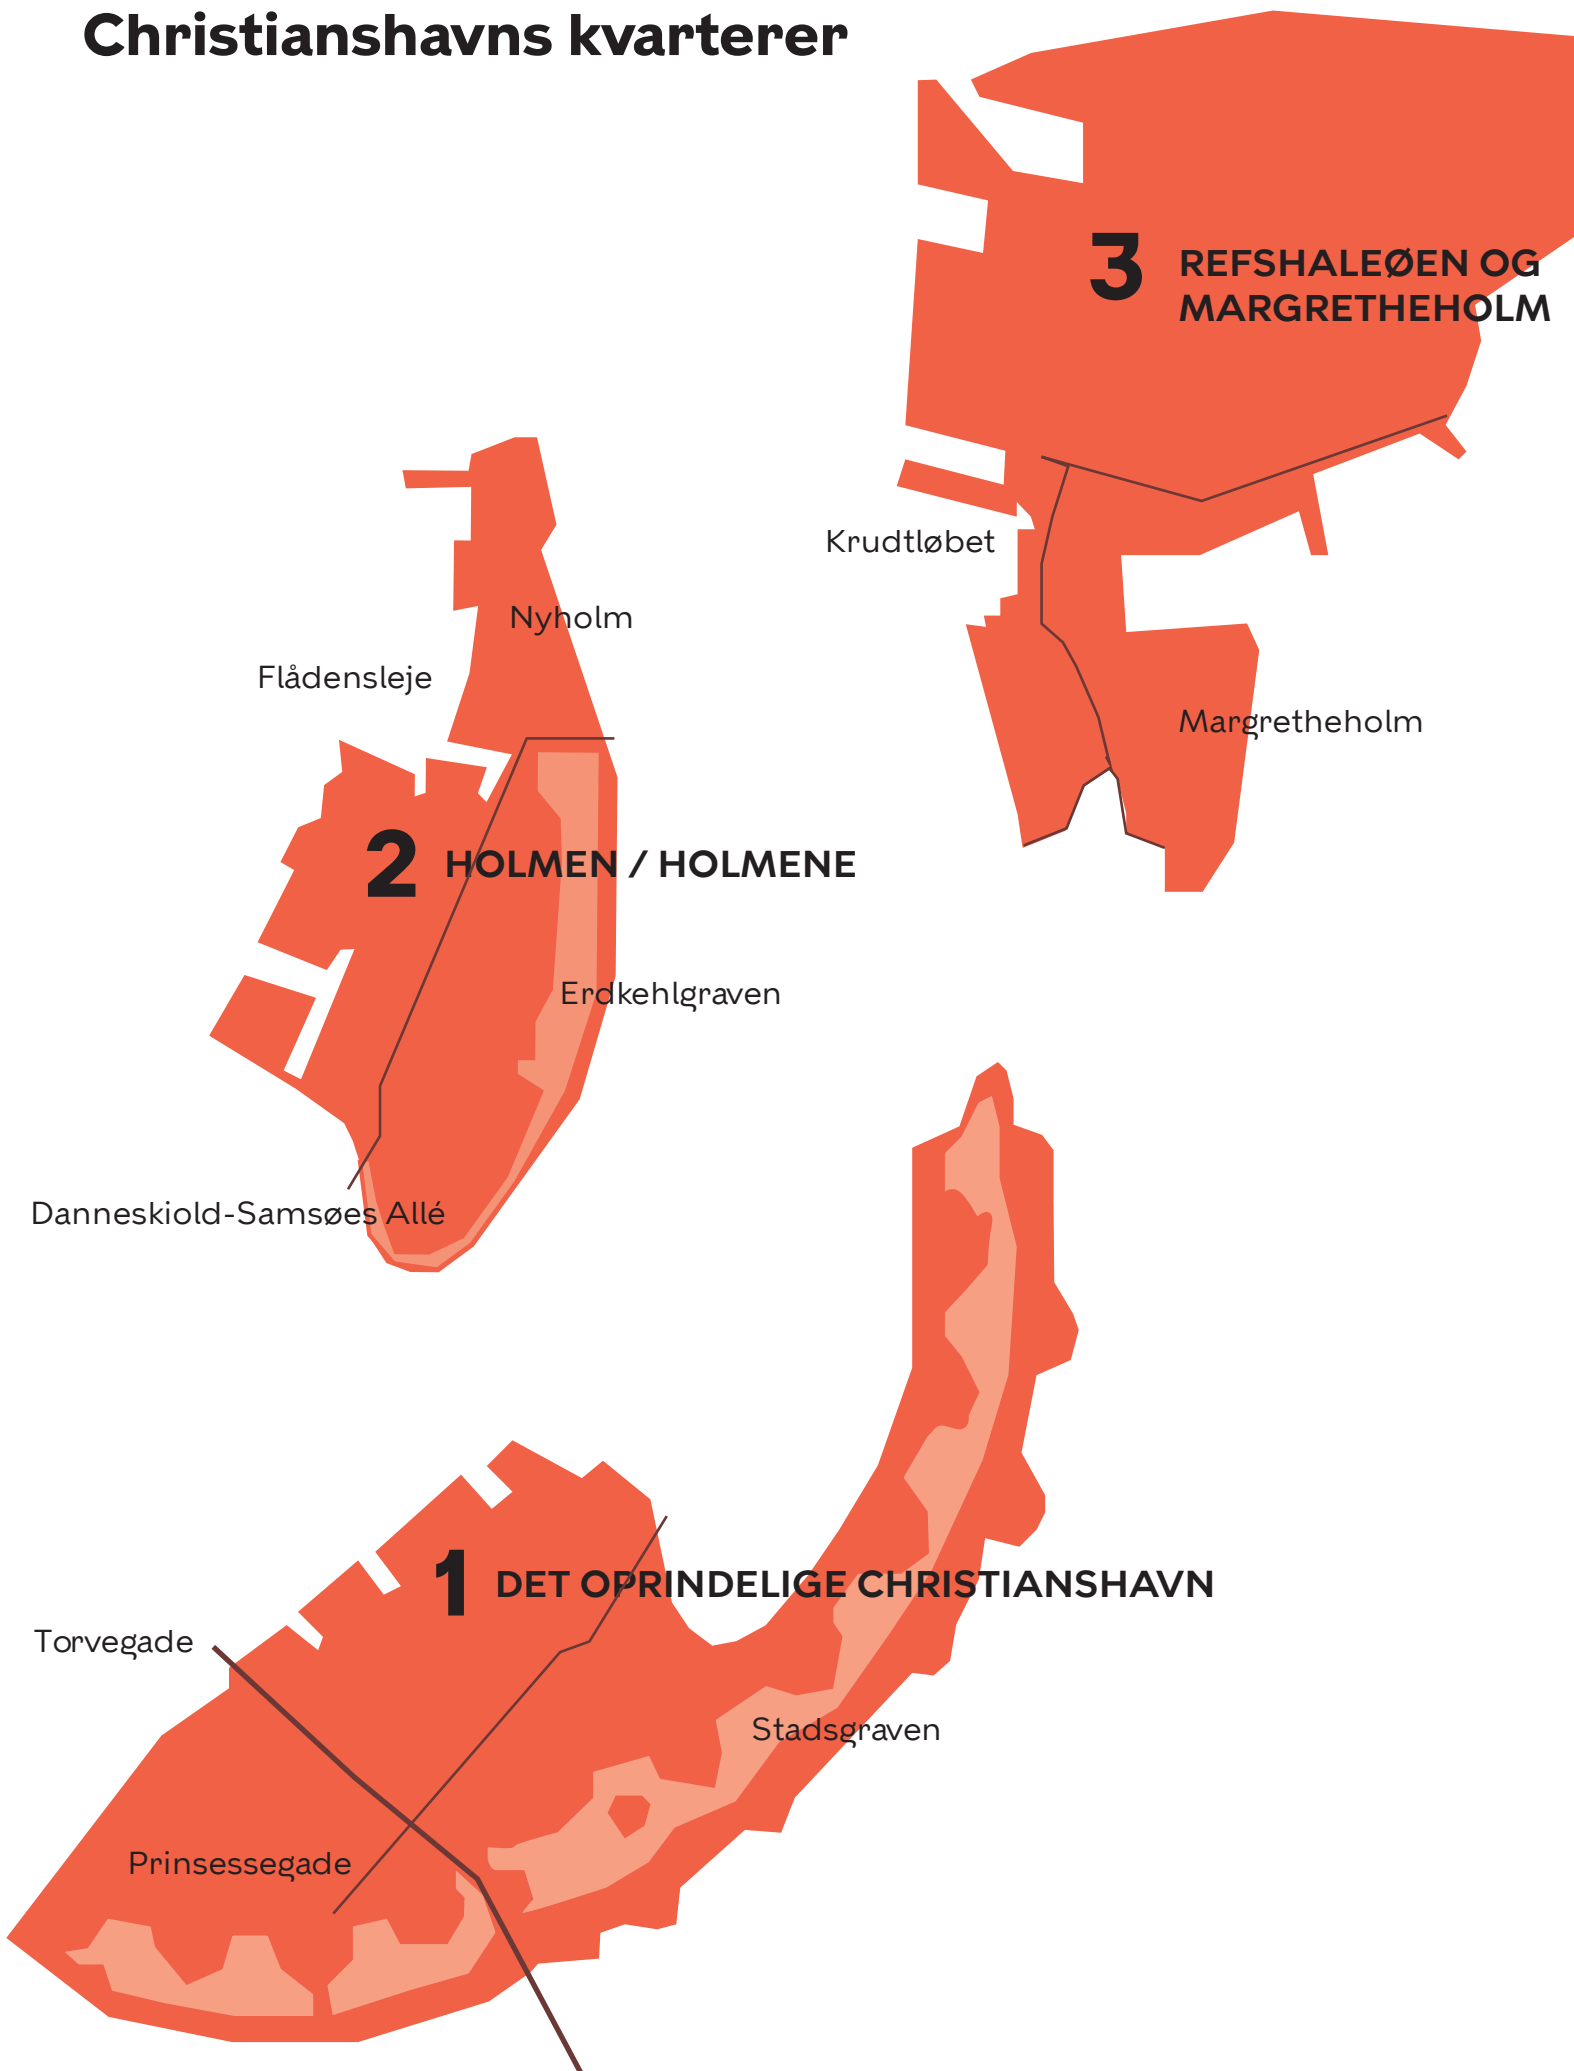 Christianshavns kvarterer
3
REFSHALEØEN OG
MARGRETHEHOLM
Krudtløbet
Nyholm
Flådensleje
Margretheholm
2
HOLMEN / HOLMENE
Erdkehlgraven
Danneskiold-Samsøes Allé
1
DET OPRINDELIGE CHRISTIANSHAVN
Torvegade
Stadsgraven
Prinsessegade